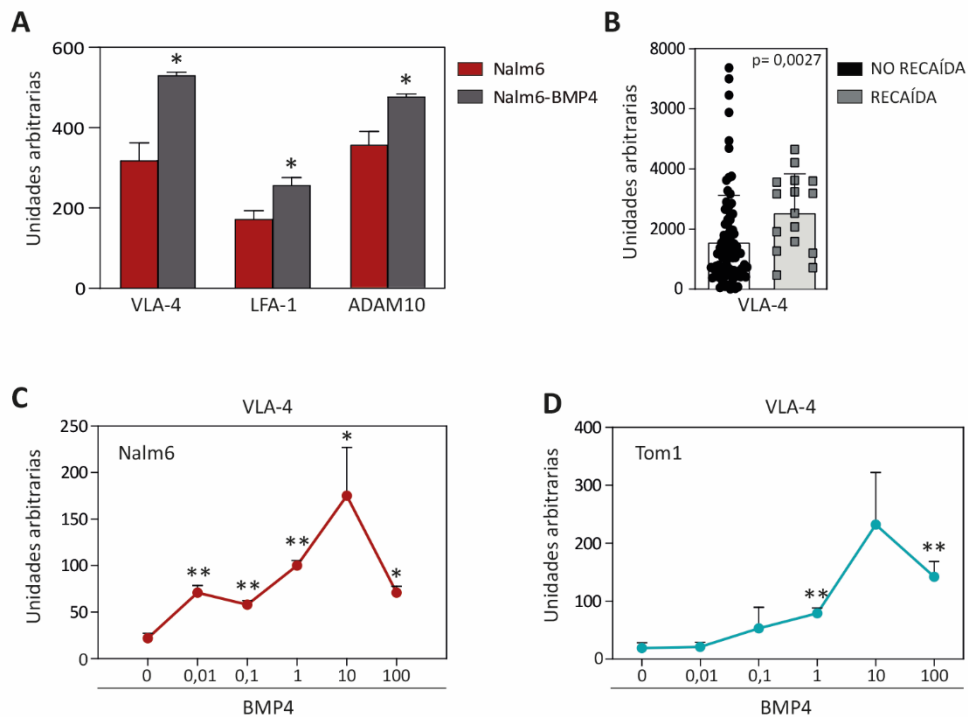 A
Unidades arbitrarias
600
400
200
0
*
*
*
Nalm6
Nalm6-BMP4
VLA-4 LFA-1 ADAM10
B
Unidades arbitrarias
8000
3000
4000
2000
0
p= 0,0027
NO RECAÍDA
RECAÍDA
VLA-4
C
VLA-4
Unidades arbitrarias
250
200
150
100
50
0
Nalm6
**
**
**
*
*
0 0,01 0,1 1 10 100
BMP4
D
VLA-4
Unidades arbitrarias
400
300
200
100
0
Tom1
**
**
0 0,01 0,1 1 10 100
BMP4